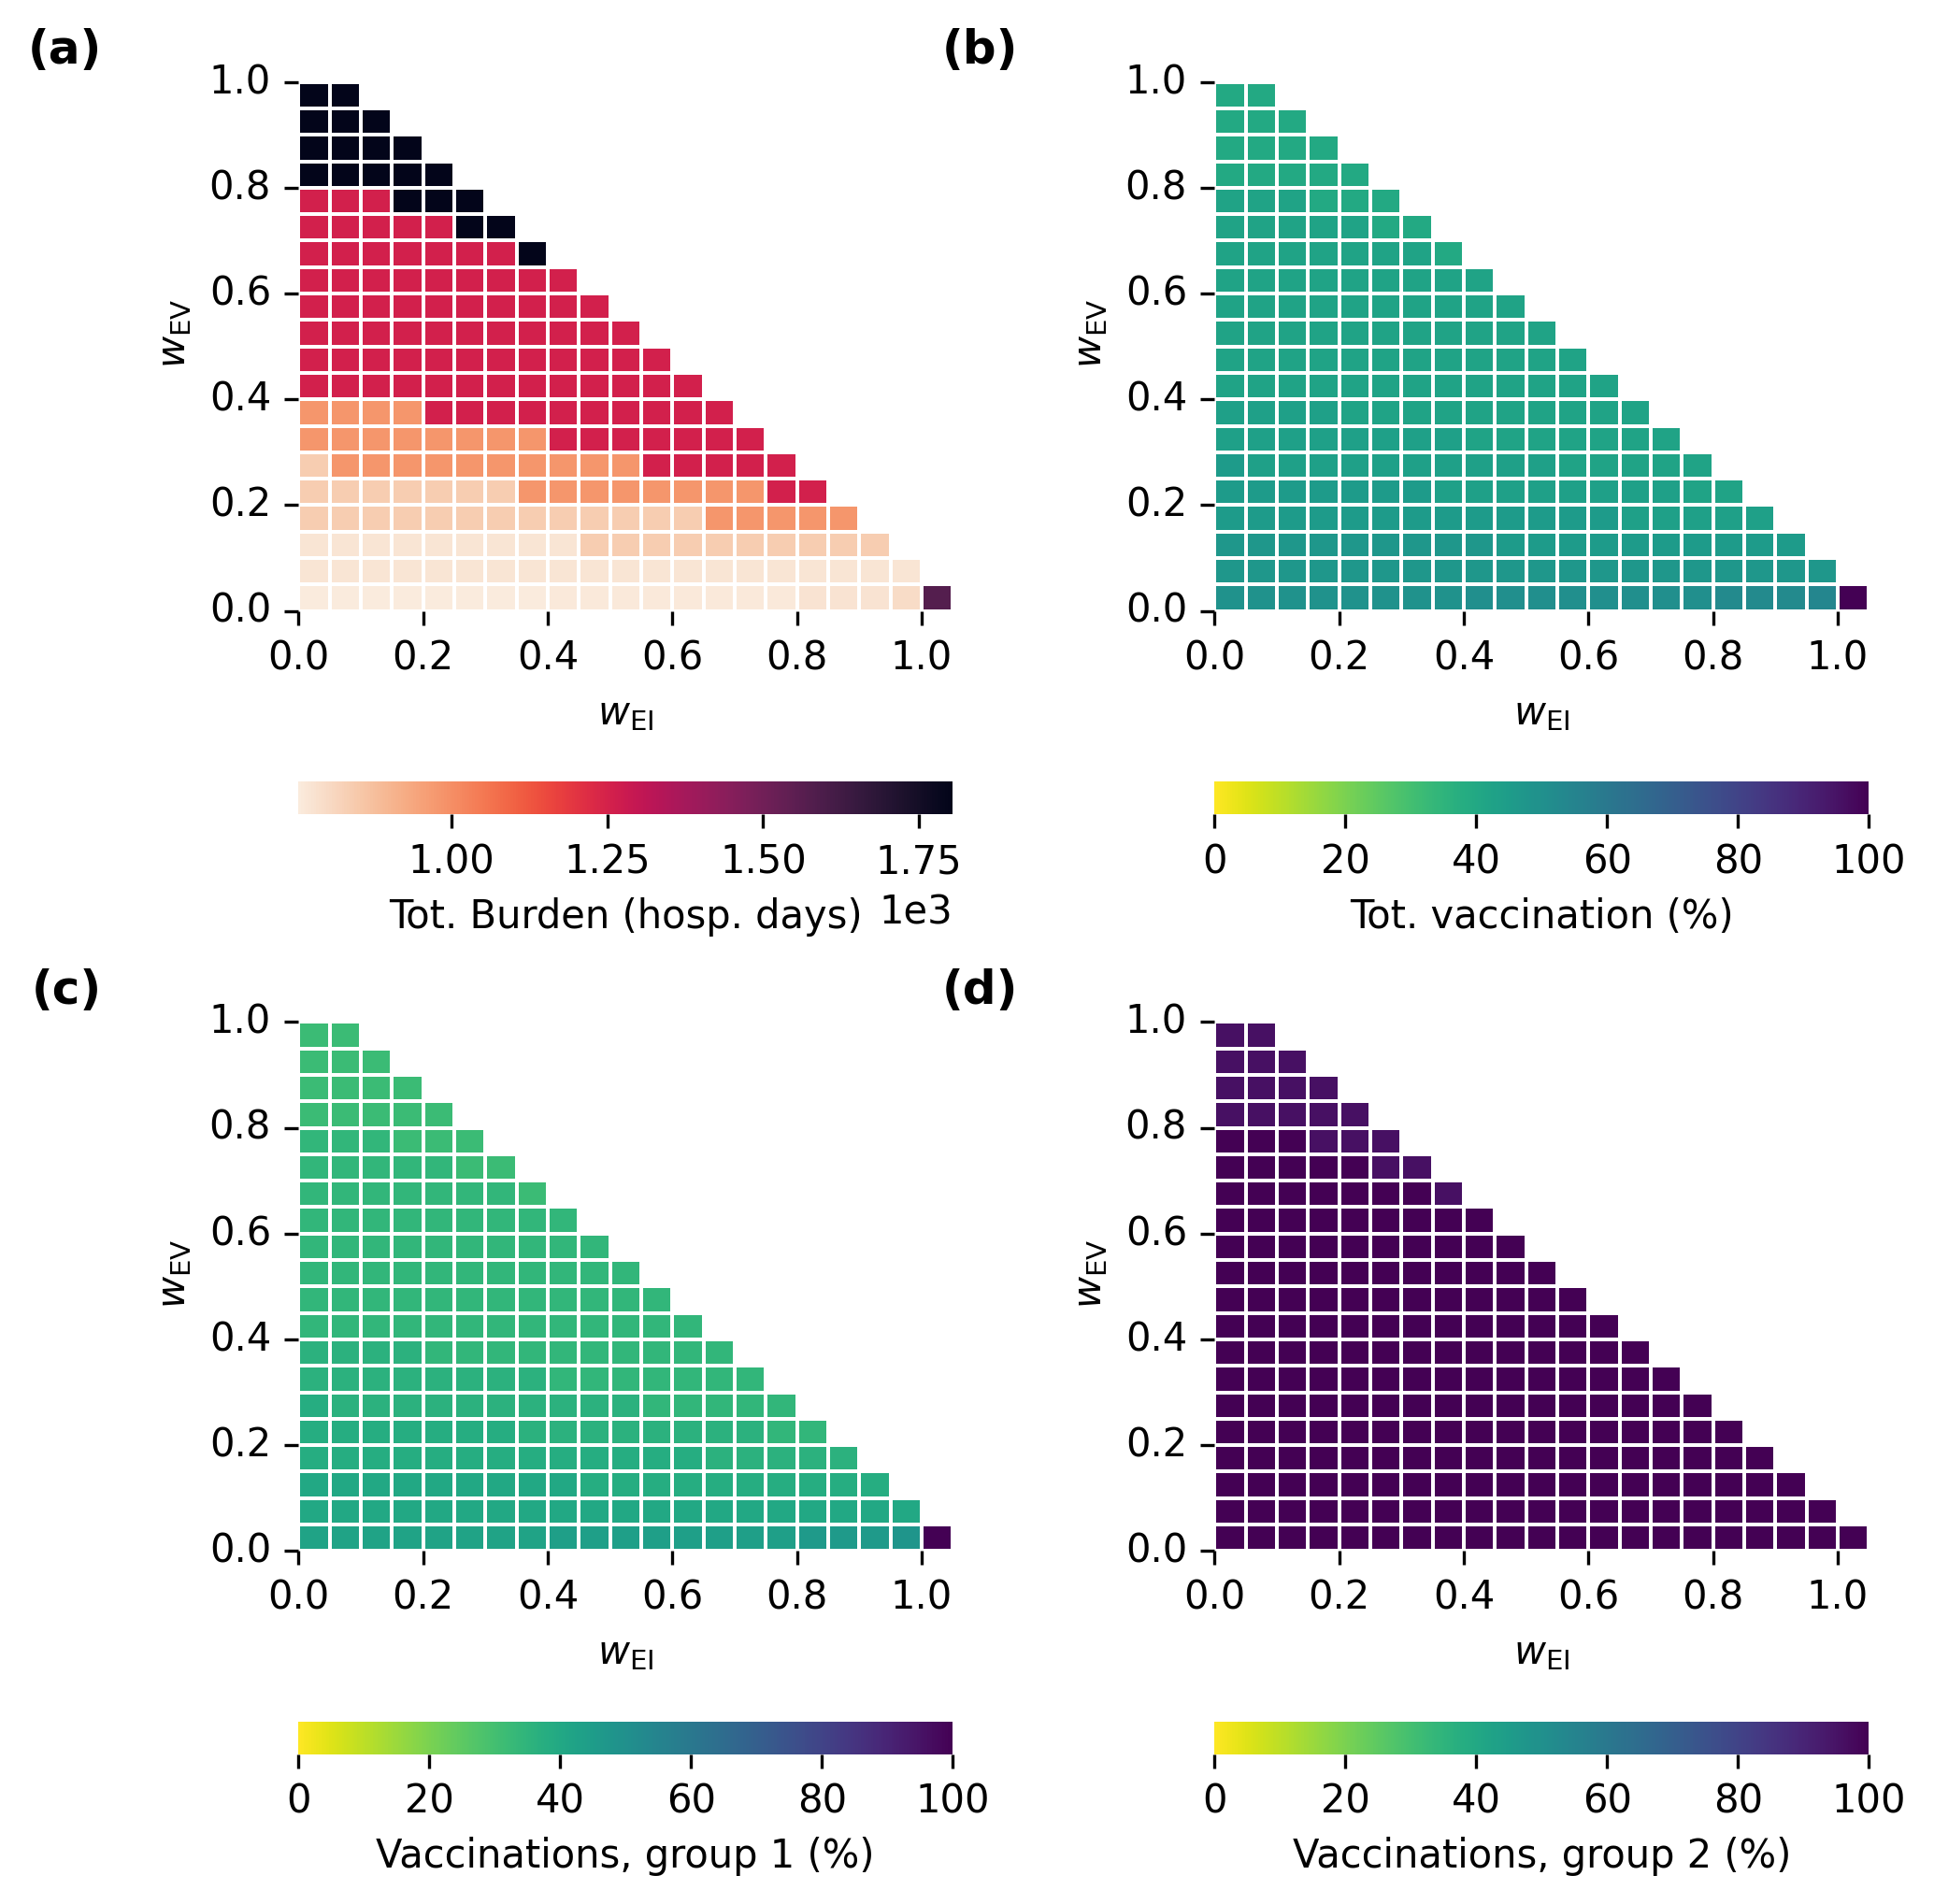 (a)
1.0
0.8
0.6
0.4
0.2
0.0
wEV
0.0 0.2 0.4 0.6 0.8 1.0
wEI
1.00 1.25 1.50 1.75
Tot. Burden (hosp. days) 1e3
(b)
1.0
0.8
0.6
0.4
0.2
0.0
wEV
0.0 0.2 0.4 0.6 0.8 1.0
wEI
0 20 40 60 80 100
Tot. vaccination (%)
(c)
1.0
0.8
0.6
0.4
0.2
0.0
wEV
0.0 0.2 0.4 0.6 0.8 1.0
wEI
0 20 40 60 80 100
Vaccinations, group 1 (%)
(d)
1.0
0.8
0.6
0.4
0.2
0.0
wEV
0.0 0.2 0.4 0.6 0.8 1.0
wEI
0 20 40 60 80 100
Vaccinations, group 2 (%)